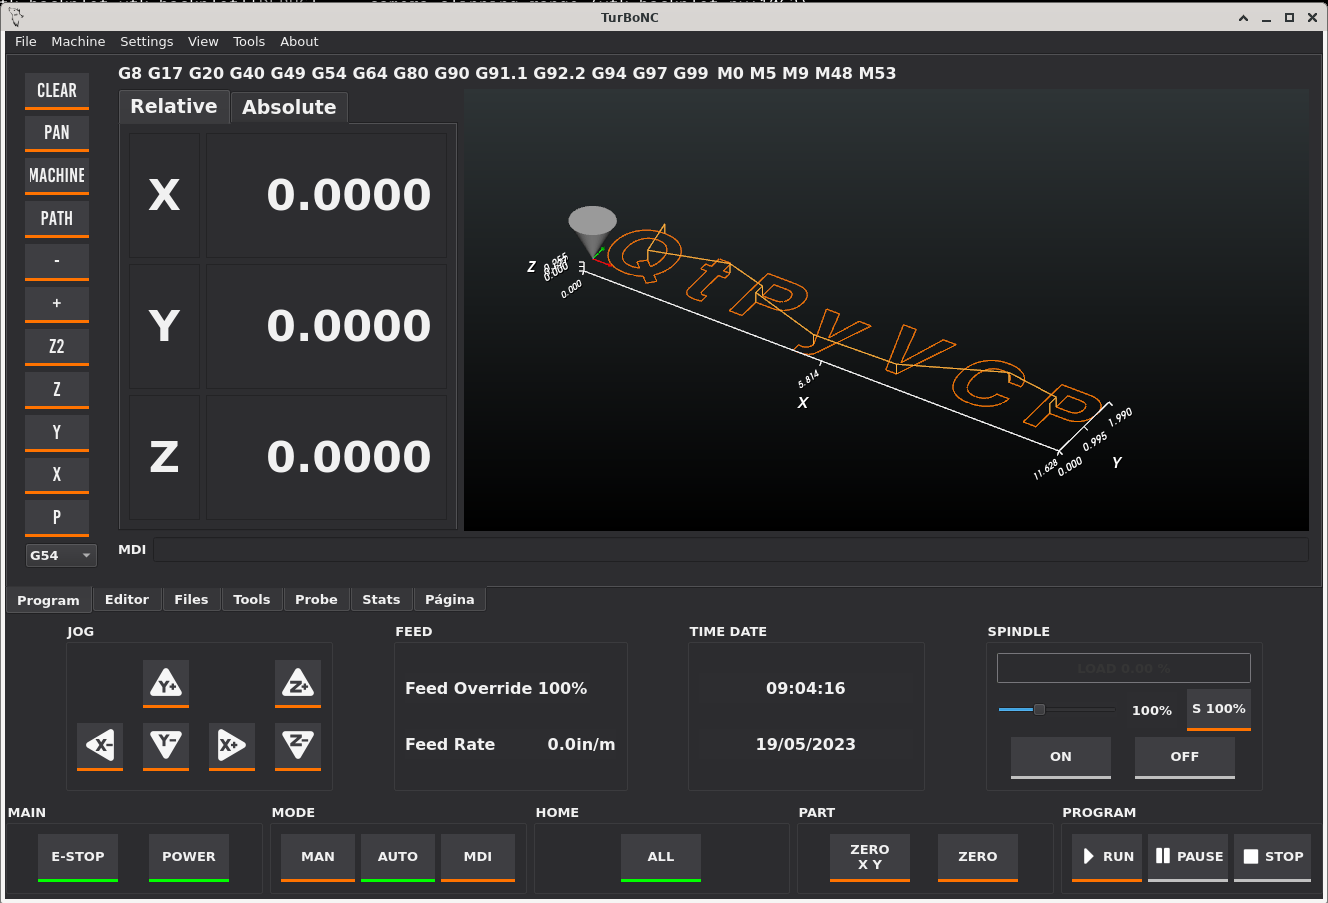 TurBoNC
File Machine Settings View Tools About
G8 G17 G20 G40 G49 G54 G64 G80 G90 G91.1 G92.2 G94 G97 G99 M0 M5 M9 M48 M53
CLEAR
PAN
MACHINE
PATH
-
+
Z2
Z
Y
X
P
G54
Relative Absolute
X 0.0000
Y 0.0000
Z 0.0000
Z
0.000
0.000
QtPyVCP
5.814
X
11.628
0.000
0.995
1.990
Y
MDI
Program Editor Files Tools Probe Stats Página
JOG
Y+ Z+
X- Y- X+ Z-
FEED
Feed Override 100%
Feed Rate 0.0in/m
TIME DATE
09:04:16
19/05/2023
SPINDLE
LOAD 0.00 %
100% S 100%
ON OFF
MAIN
E-STOP POWER
MODE
MAN AUTO MDI
HOME
ALL
PART
ZERO
X Y
ZERO
PROGRAM
RUN PAUSE STOP